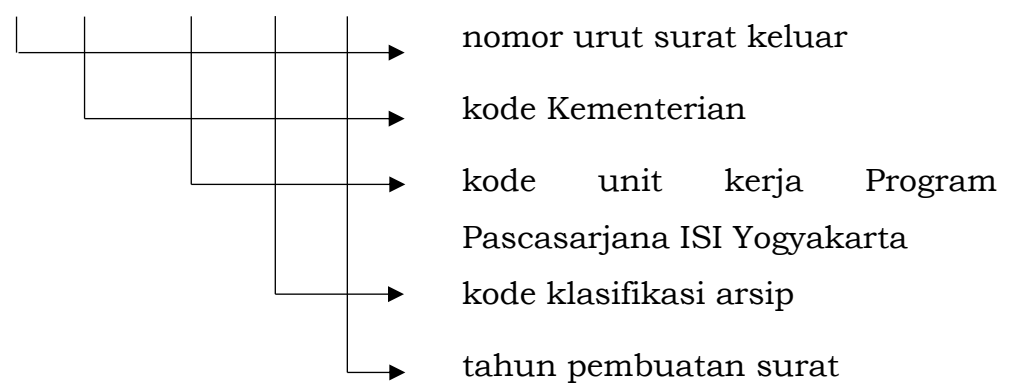 nomor urut surat keluar
kode Kementerian
kode unit kerja Program
Pascasarjana ISI Yogyakarta
kode klasifikasi arsip
tahun pembuatan surat